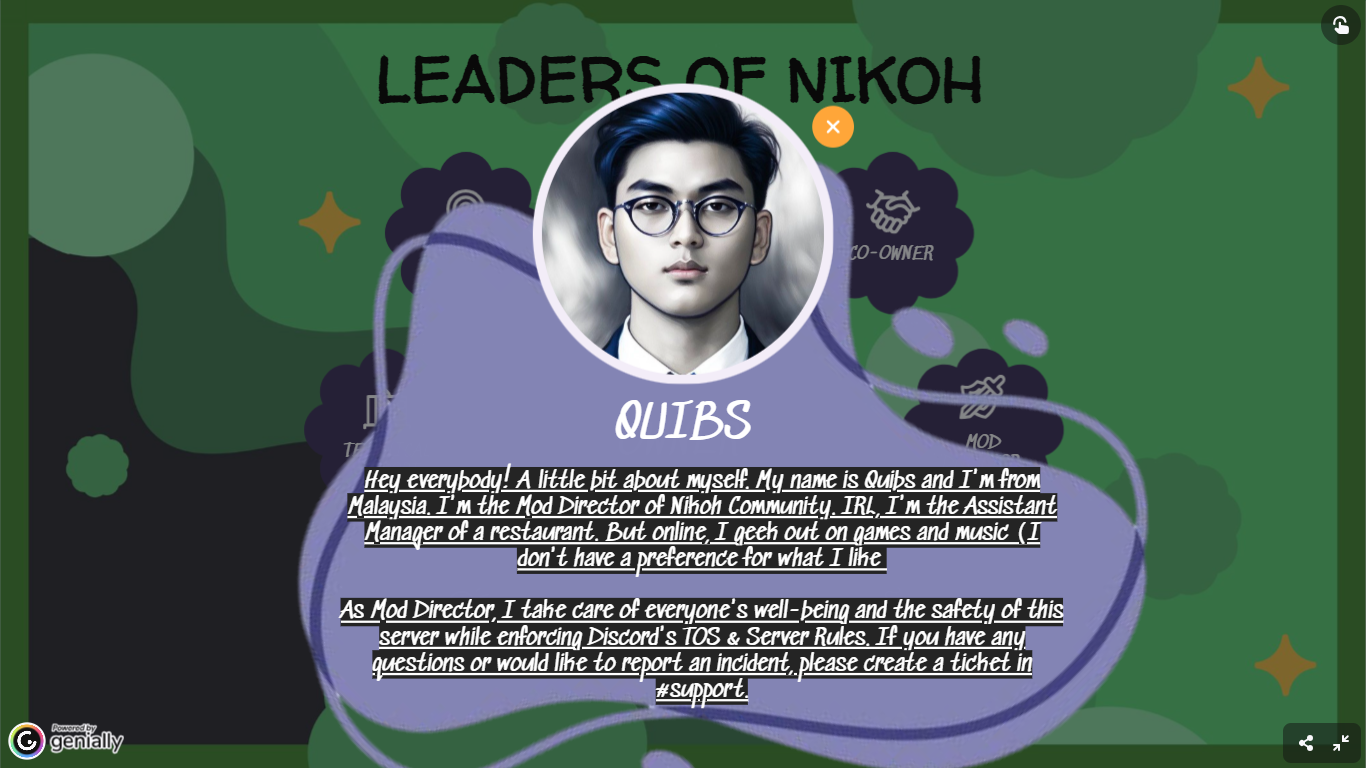 LEADERS OF NIKOH
CO-OWNER
MOD
QUIBS
Hey everybody! A little bit about myself. My name is Quibs and I'm from
Malaysia. I'm the Mod Director of Nikoh Community. IRL, I'm the Assistant
Manager of a restaurant. But online, I geek out on games and music (I
don't have a preference for what I like
As Mod Director, I take care of everyone's well-being and the safety of this
server while enforcing Discord's TOS & Server Rules. If you have any
questions or would like to report an incident, please create a ticket in
#support.
Powered by
genially